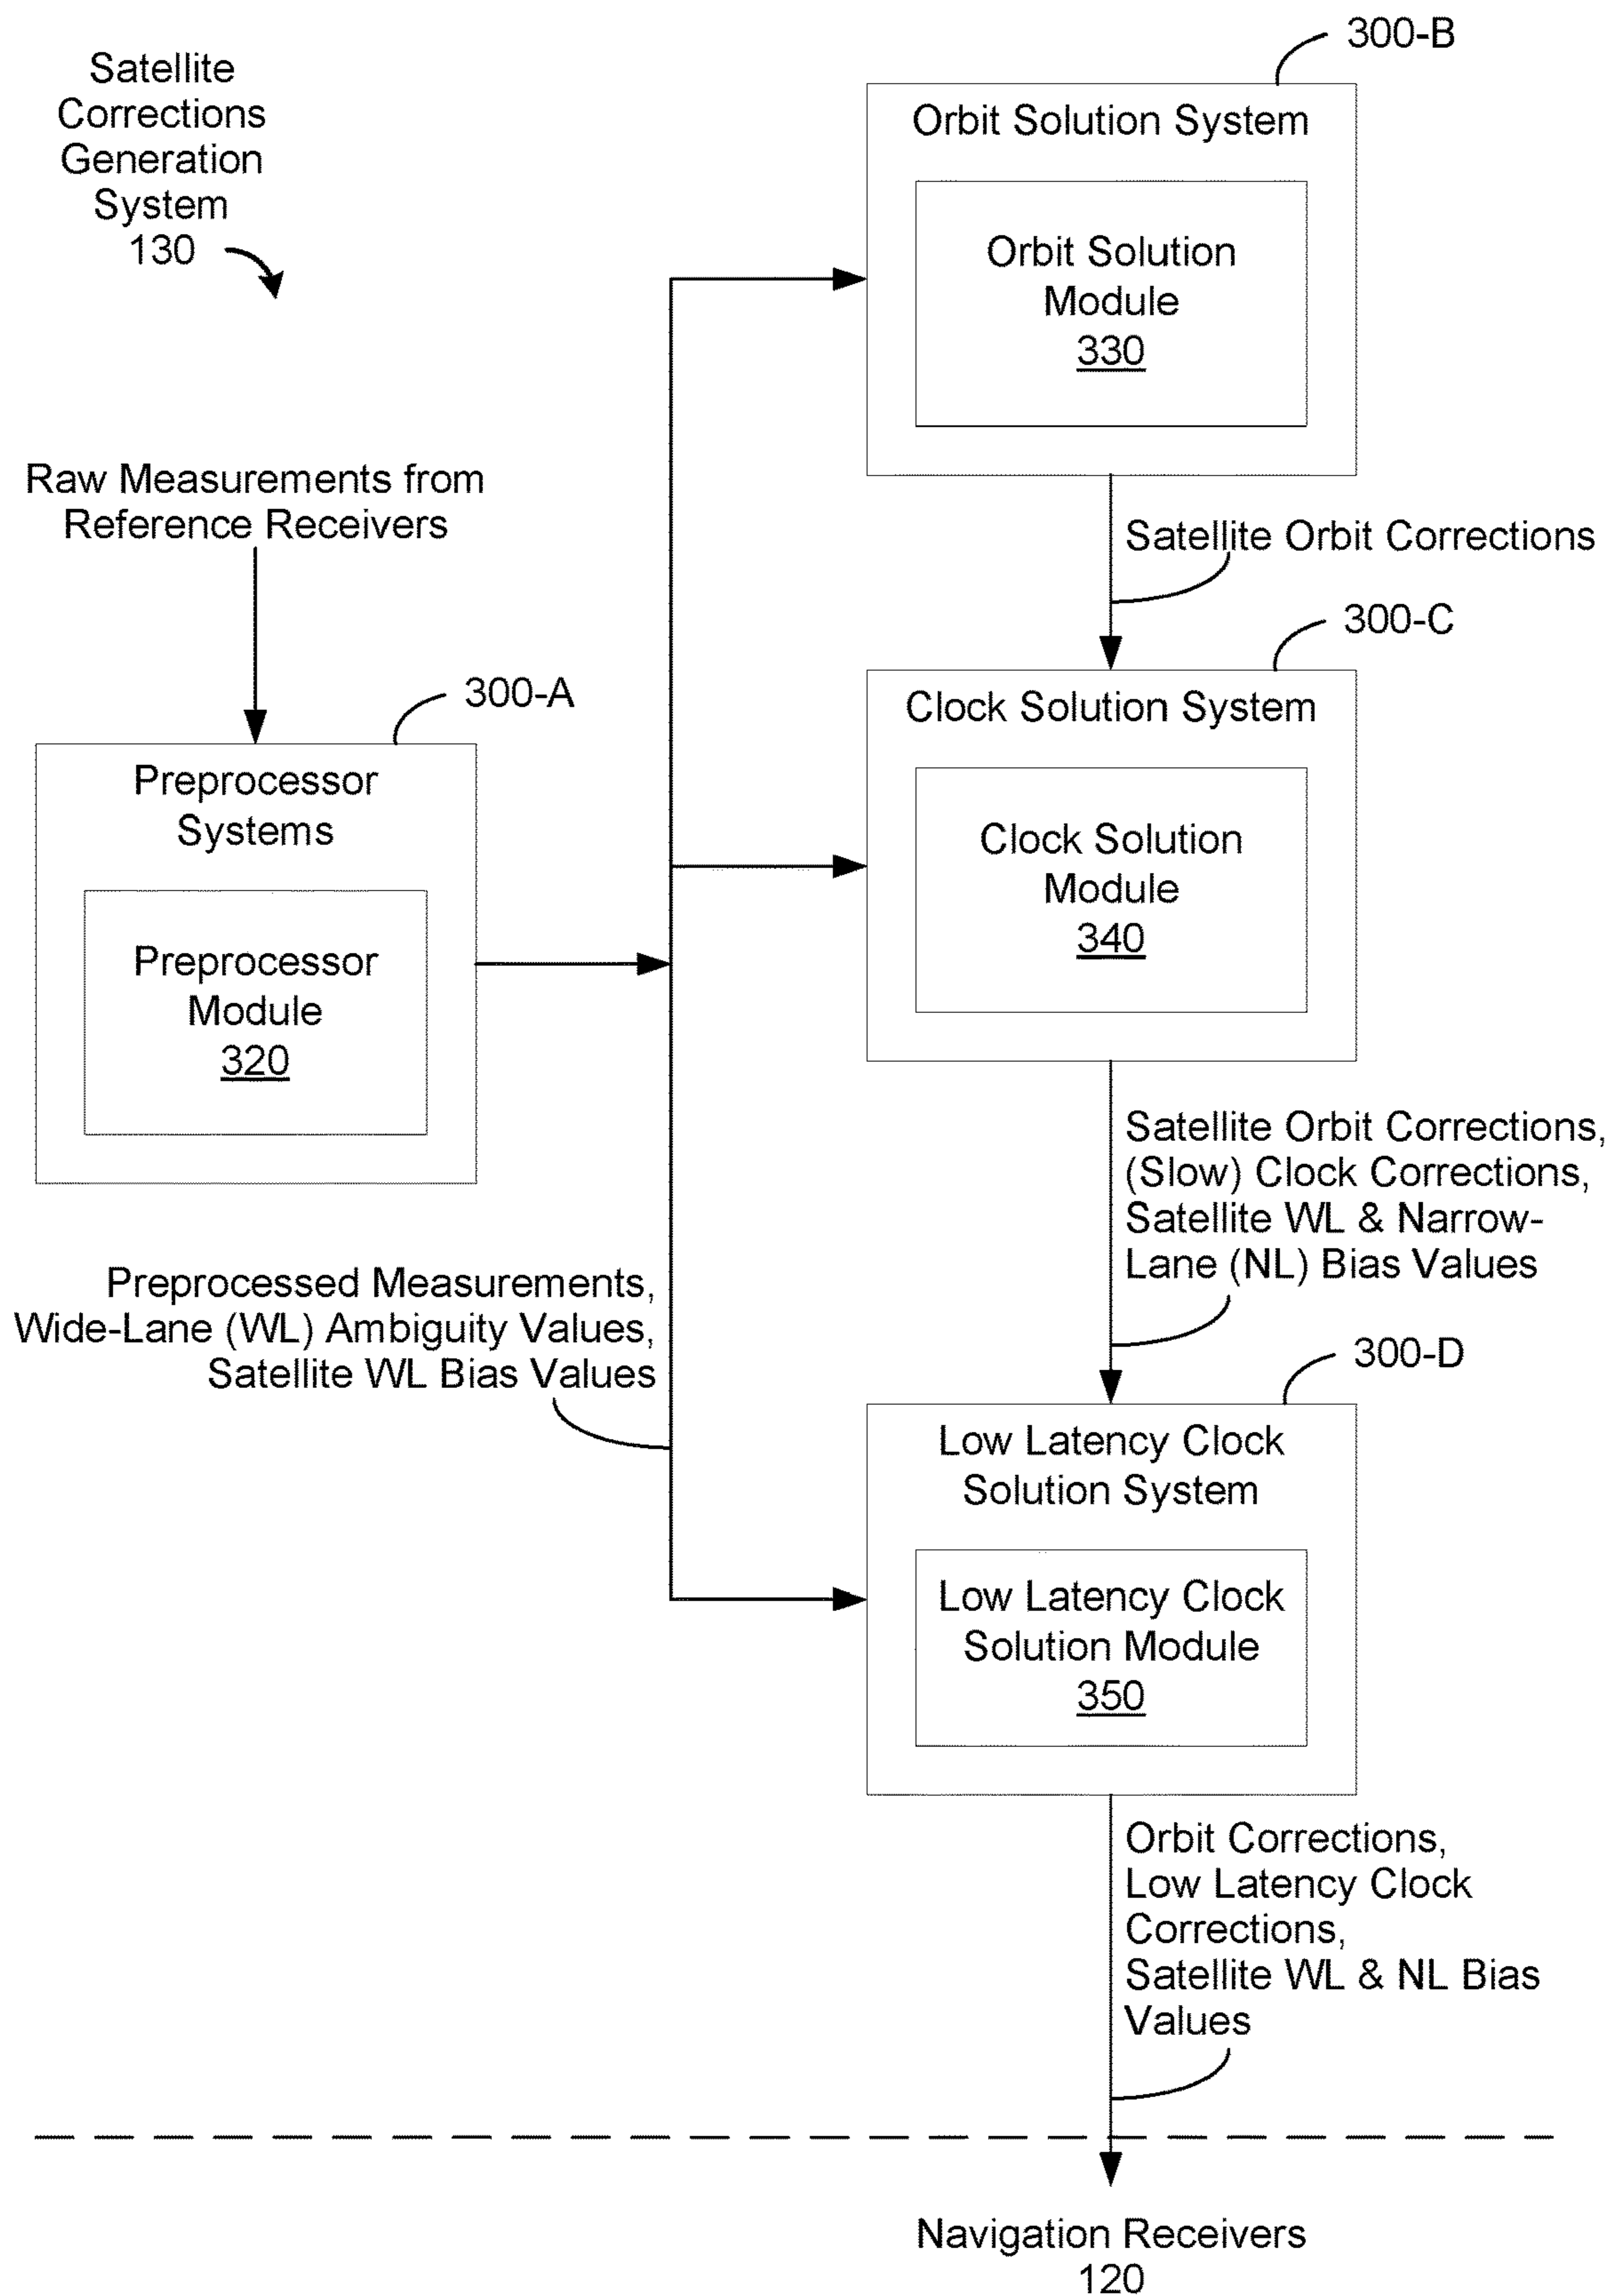 Satellite
Corrections
Generation
System
130
300-B
Orbit Solution System
Orbit Solution
Module
330
Raw Measurements from
Reference Receivers
Satellite Orbit Corrections
300-C
300-A
Clock Solution System
Preprocessor
Systems
Clock Solution
Module
340
Preprocessor
Module
320
Satellite Orbit Corrections,
(Slow) Clock Corrections,
Satellite WL & Narrow-
Lane (NL) Bias Values
Preprocessed Measurements,
Wide-Lane (WL) Ambiguity Values,
Satellite WL Bias Values
300-D
Low Latency Clock
Solution System
Low Latency Clock
Solution Module
350
Orbit Corrections,
Low Latency Clock
Corrections,
Satellite WL & NL Bias
Values
Navigation Receivers
120